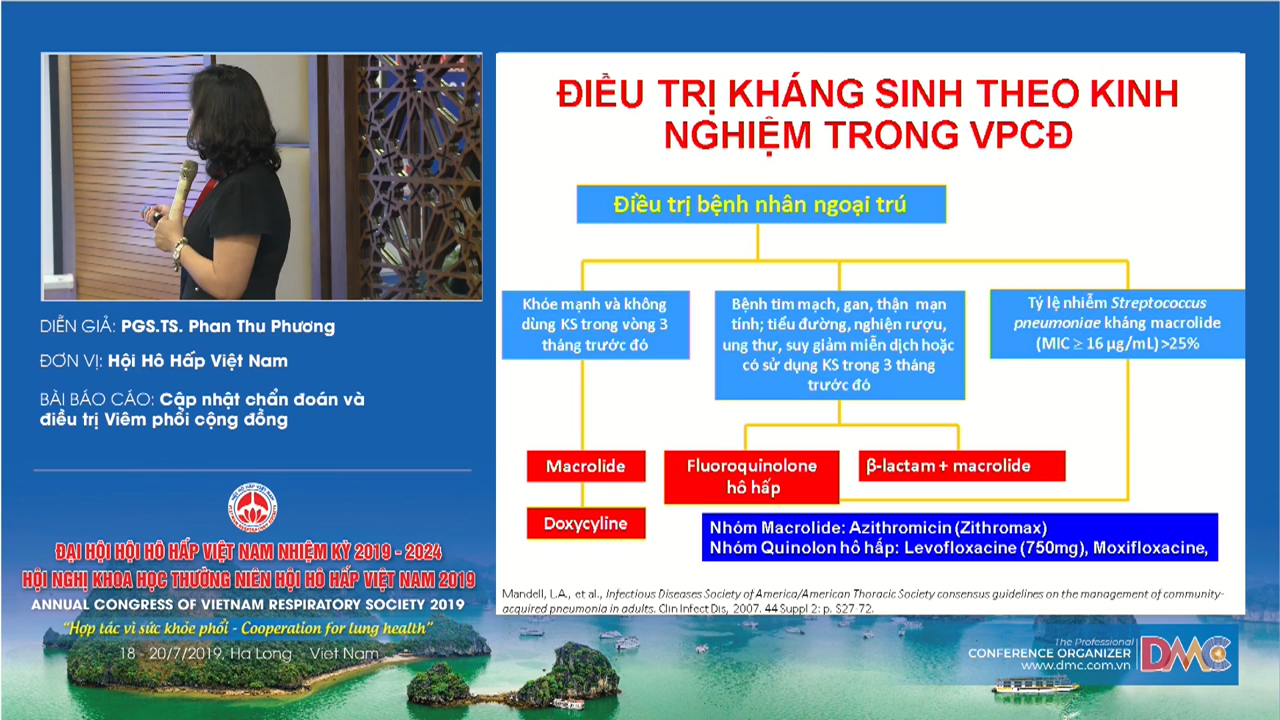 DIỄN GIẢ: PGS.TS. Phan Thu Phương
ĐƠN VỊ: Hội Hô Hấp Việt Nam
BÀI BÁO CÁO: Cập nhật chẩn đoán và
điều trị Viêm phổi cộng đồng
HỘI HÔ HẤP VIỆT NAM
ĐẠI HỘI HỘI HÔ HẤP VIỆT NAM NHIỆM KỲ 2019 - 2024
HỘI NGHỊ KHOA HỌC THƯỜNG NIÊN HỘI HÔ HẤP VIỆT NAM 2019
ANNUAL CONGRESS OF VIETNAM RESPIRATORY SOCIETY 2019
"Hợp tác vì sức khỏe phổi - Cooperation for lung health"
18 - 20/7/2019, Ha Long Viet Nam
ĐIỀU TRỊ KHÁNG SINH THEO KINH
NGHIỆM TRONG VPCĐ
Điều trị bệnh nhân ngoại trú
Khỏe mạnh và không
dùng KS trong vòng 3
tháng trước đó
Bệnh tim mạch, gan, thận mạn
tính; tiểu đường, nghiện rượu,
ung thư, suy giảm miễn dịch hoặc
có sử dụng KS trong 3 tháng
trước đó
Tỷ lệ nhiễm Streptococcus
pneumoniae kháng macrolide
(MIC ≥ 16 µg/mL) >25%
Macrolide
Doxycyline
Fluoroquinolone
hô hấp
β-lactam + macrolide
Nhóm Macrolide: Azithromicin (Zithromax)
Nhóm Quinolon hô hấp: Levofloxacine (750mg), Moxifloxacine,
Mandell, L.A., et al., Infectious Diseases Society of America/American Thoracic Society consensus guidelines on the management of community-
acquired pneumonia in adults. Clin Infect Dis, 2007. 44 Suppl 2: p. S27-72.
The Professional
CONFERENCE ORGANIZER
www.dmc.com.vn
DMC